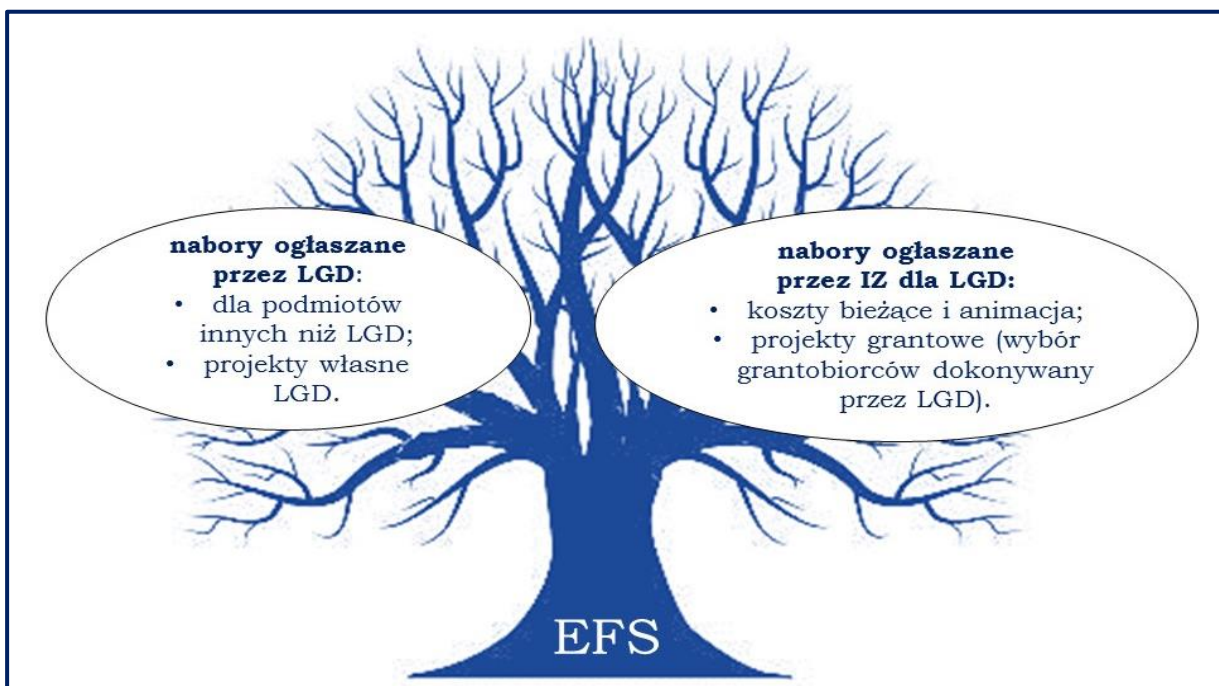 nabory ogłaszane
przez LGD:
• dla podmiotów
innych niż LGD;
• projekty własne
LGD.
nabory ogłaszane
przez IZ dla LGD:
• koszty bieżące i animacja;
• projekty grantowe (wybór
grantobiorców dokonywany
przez LGD).
EFS